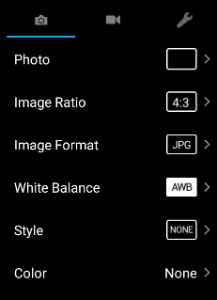 Photo
Image Ratio 4:3
Image Format JPG
White Balance AWB
Style NONE
Color None